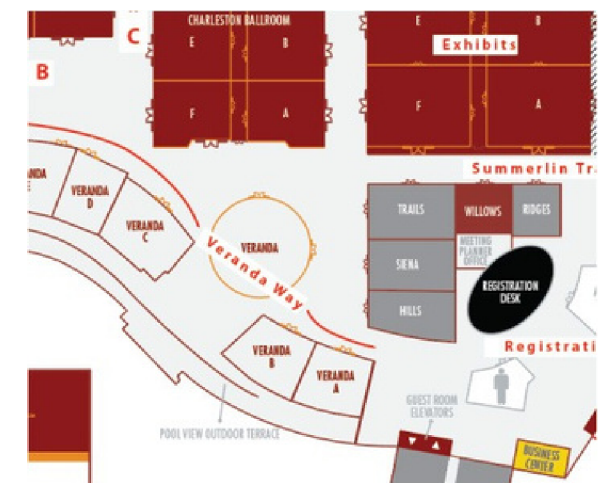 CHARLESTON BALLROOM
C
E
B
E
Exhibits
A
B
F
A
F
A
Summerlin Tr
VERANDA
D
VERANDA
C
TRAILS
WILLOWS
RIDGES
VERANDA
Veranda Way
MEETING
PLANNER
OFFICE
SIENA
REGISTRATION
DESK
HILLS
Registrati
VERANDA
B
VERANDA
A
GUEST ROOM
ELEVATORS
POOL VIEW OUTDOOR TERRACE
BUSINESS
CENTER